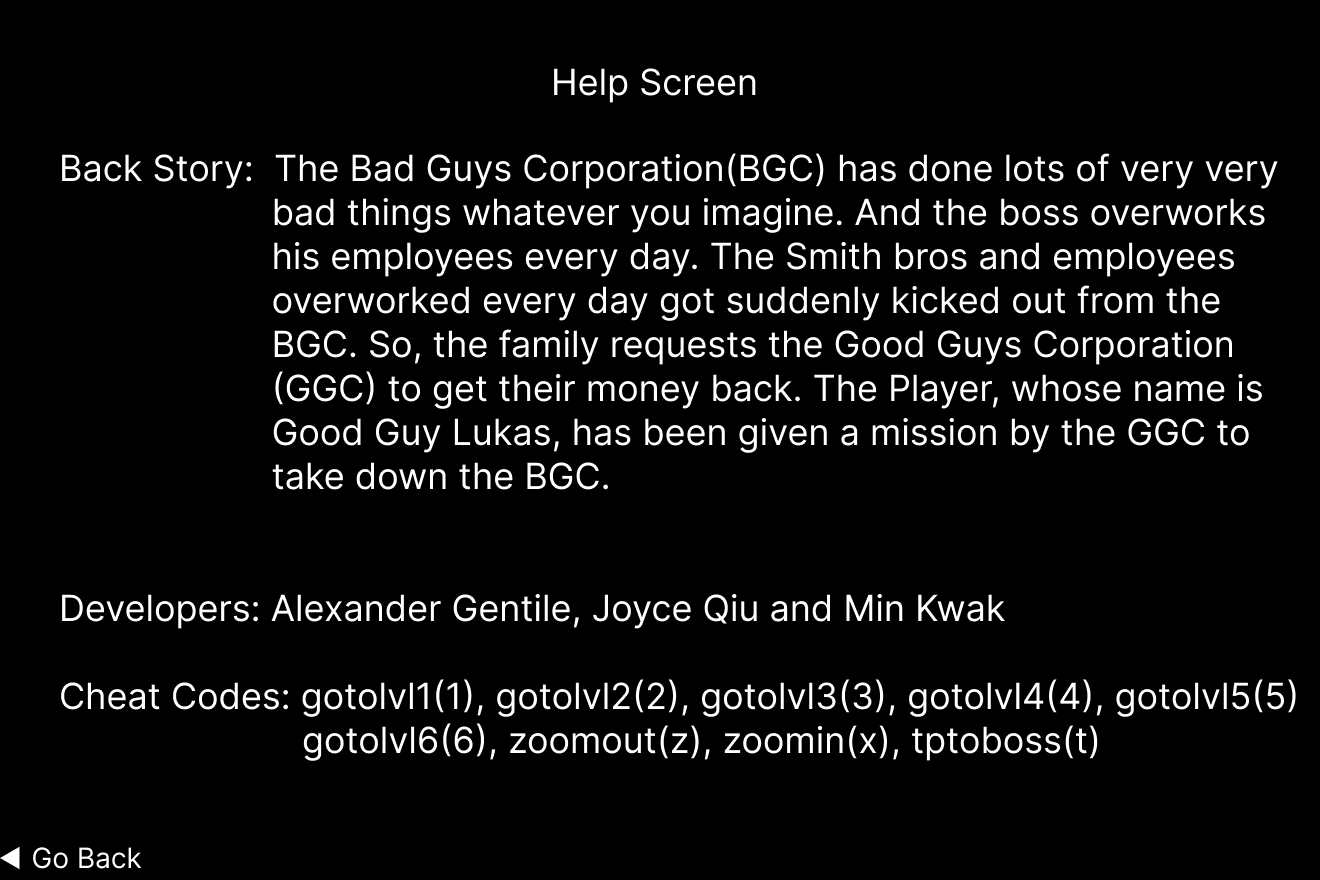 Help Screen
Back Story: The Bad Guys Corporation(BGC) has done lots of very very
bad things whatever you imagine. And the boss overworks
his employees every day. The Smith bros and employees
overworked every day got suddenly kicked out from the
BGC. So, the family requests the Good Guys Corporation
(GGC) to get their money back. The Player, whose name is
Good Guy Lukas, has been given a mission by the GGC to
take down the BGC.
Developers: Alexander Gentile, Joyce Qiu and Min Kwak
Cheat Codes: gotolvl1(1), gotolvl2(2), gotolvl3(3), gotolvl4(4), gotolvl5(5)
gotolvl6(6), zoomout(z), zoomin(x), tptoboss(t)
◀ Go Back